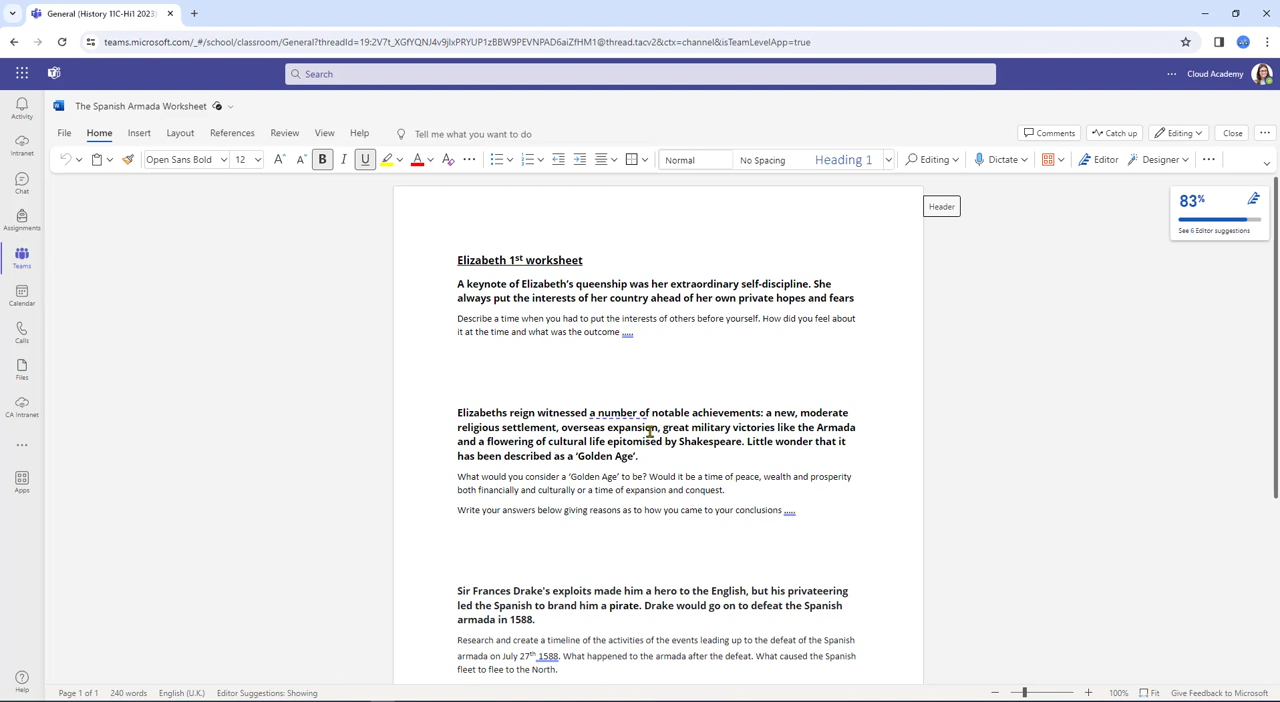 General (History 11C-Hi1 2023)
teams.microsoft.com/_#/school/classroom/General?threadId=19:2V7t_XGfYQNJ4v9jlxPRYUP1zBBW9PEVNPAD6aiZfHM1@thread.tacv2&ctx=channel&isTeamLevelApp=true
Search
Cloud Academy
Activity
Intranet
Chat
Assignments
Teams
Calendar
Calls
Files
CA Intranet
Apps
Help
The Spanish Armada Worksheet
File Home Insert Layout References Review View Help Tell me what you want to do
Comments Catch up Editing Close
Open Sans Bold 12 A A B I U A A Normal No Spacing Heading 1 Editing Dictate Editor Designer
Header
83%
See 6 Editor suggestions
Elizabeth 1st worksheet
A keynote of Elizabeth's queenship was her extraordinary self-discipline. She
always put the interests of her country ahead of her own private hopes and fears
Describe a time when you had to put the interests of others before yourself. How did you feel about
it at the time and what was the outcome .....
Elizabeths reign witnessed a number of notable achievements: a new, moderate
religious settlement, overseas expansion, great military victories like the Armada
and a flowering of cultural life epitomised by Shakespeare. Little wonder that it
has been described as a ‘Golden Age’.
What would you consider a ‘Golden Age’ to be? Would it be a time of peace, wealth and prosperity
both financially and culturally or a time of expansion and conquest.
Write your answers below giving reasons as to how you came to your conclusions .....
Sir Frances Drake's exploits made him a hero to the English, but his privateering
led the Spanish to brand him a pirate. Drake would go on to defeat the Spanish
armada in 1588.
Research and create a timeline of the activities of the events leading up to the defeat of the Spanish
armada on July 27th 1588. What happened to the armada after the defeat. What caused the Spanish
fleet to flee to the North.
Page 1 of 1 240 words English (U.K.) Editor Suggestions: Showing
100% Fit Give Feedback to Microsoft